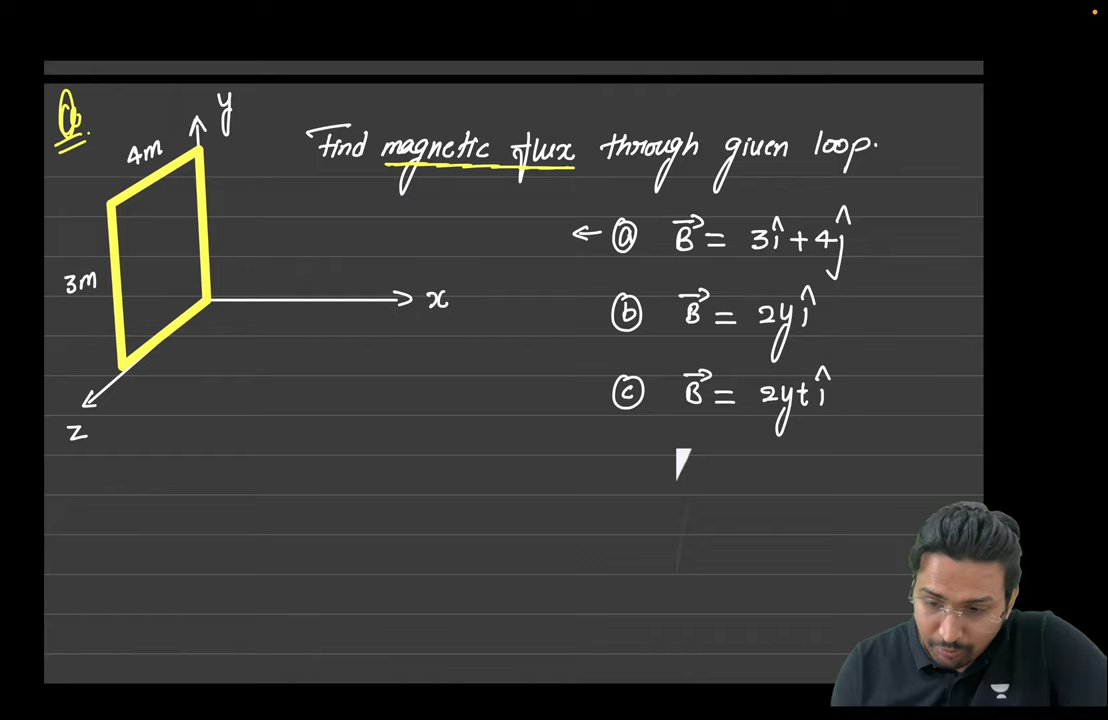 Q.
y
4m
Find magnetic flux through given loop.
← (a) B⃗ = 3î + 4ĵ
3m
x
(b) B⃗ = 2y î
(c) B⃗ = 2yt î
z